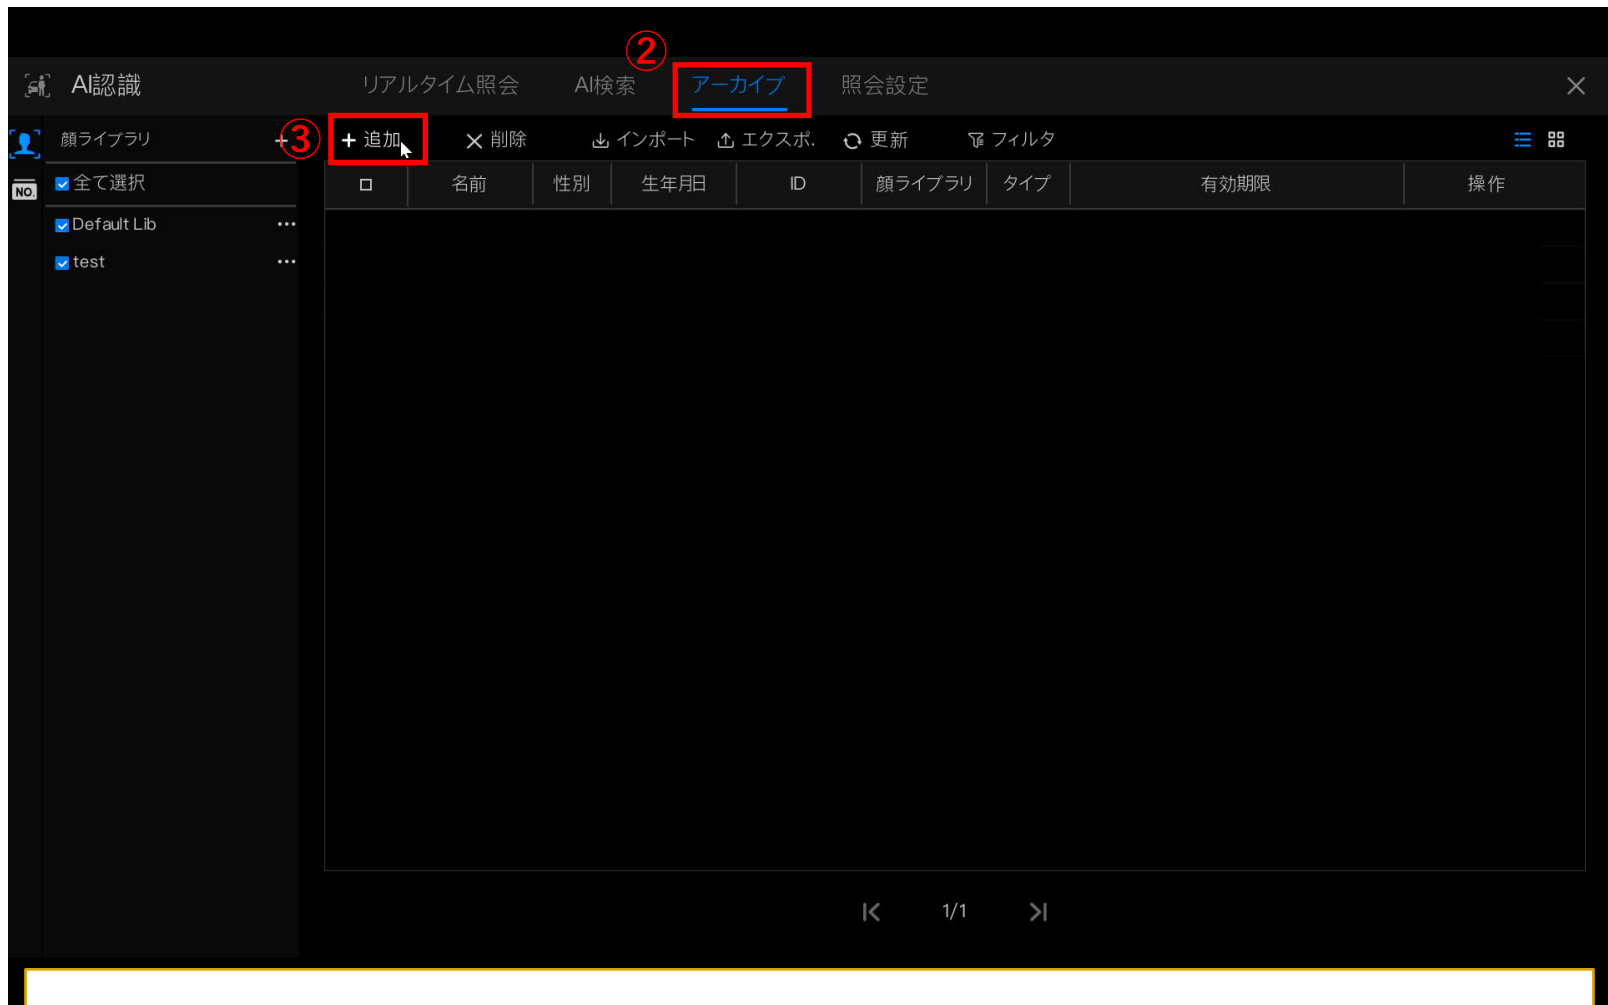 ②
AI認識 リアルタイム照会 AI検索 アーカイブ 照会設定
顔ライブラリ ③ 追加 削除 インポート エクスポ. 更新 フィルタ
NO. 全て選択 名前 性別 生年月日 ID 顔ライブラリ タイプ 有効期限 操作
Default Lib
test
1/1